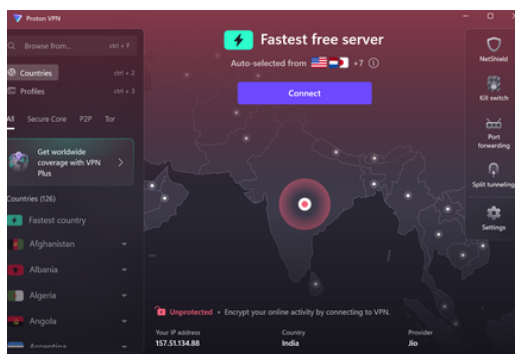 Proton VPN
Browse from... ctrl + F
Countries ctrl + 2
Profiles ctrl + 3
All Secure Core P2P Tor
Get worldwide
coverage with VPN
Plus
Countries (126)
Fastest country
Afghanistan
Albania
Algeria
Angola
Argentina
Fastest free server
Auto-selected from +7
Connect
Unprotected • Encrypt your online activity by connecting to VPN.
Your IP address Country Provider
157.51.134.88 India Jio
NetShield
Kill switch
Port
forwarding
Split tunneling
Settings